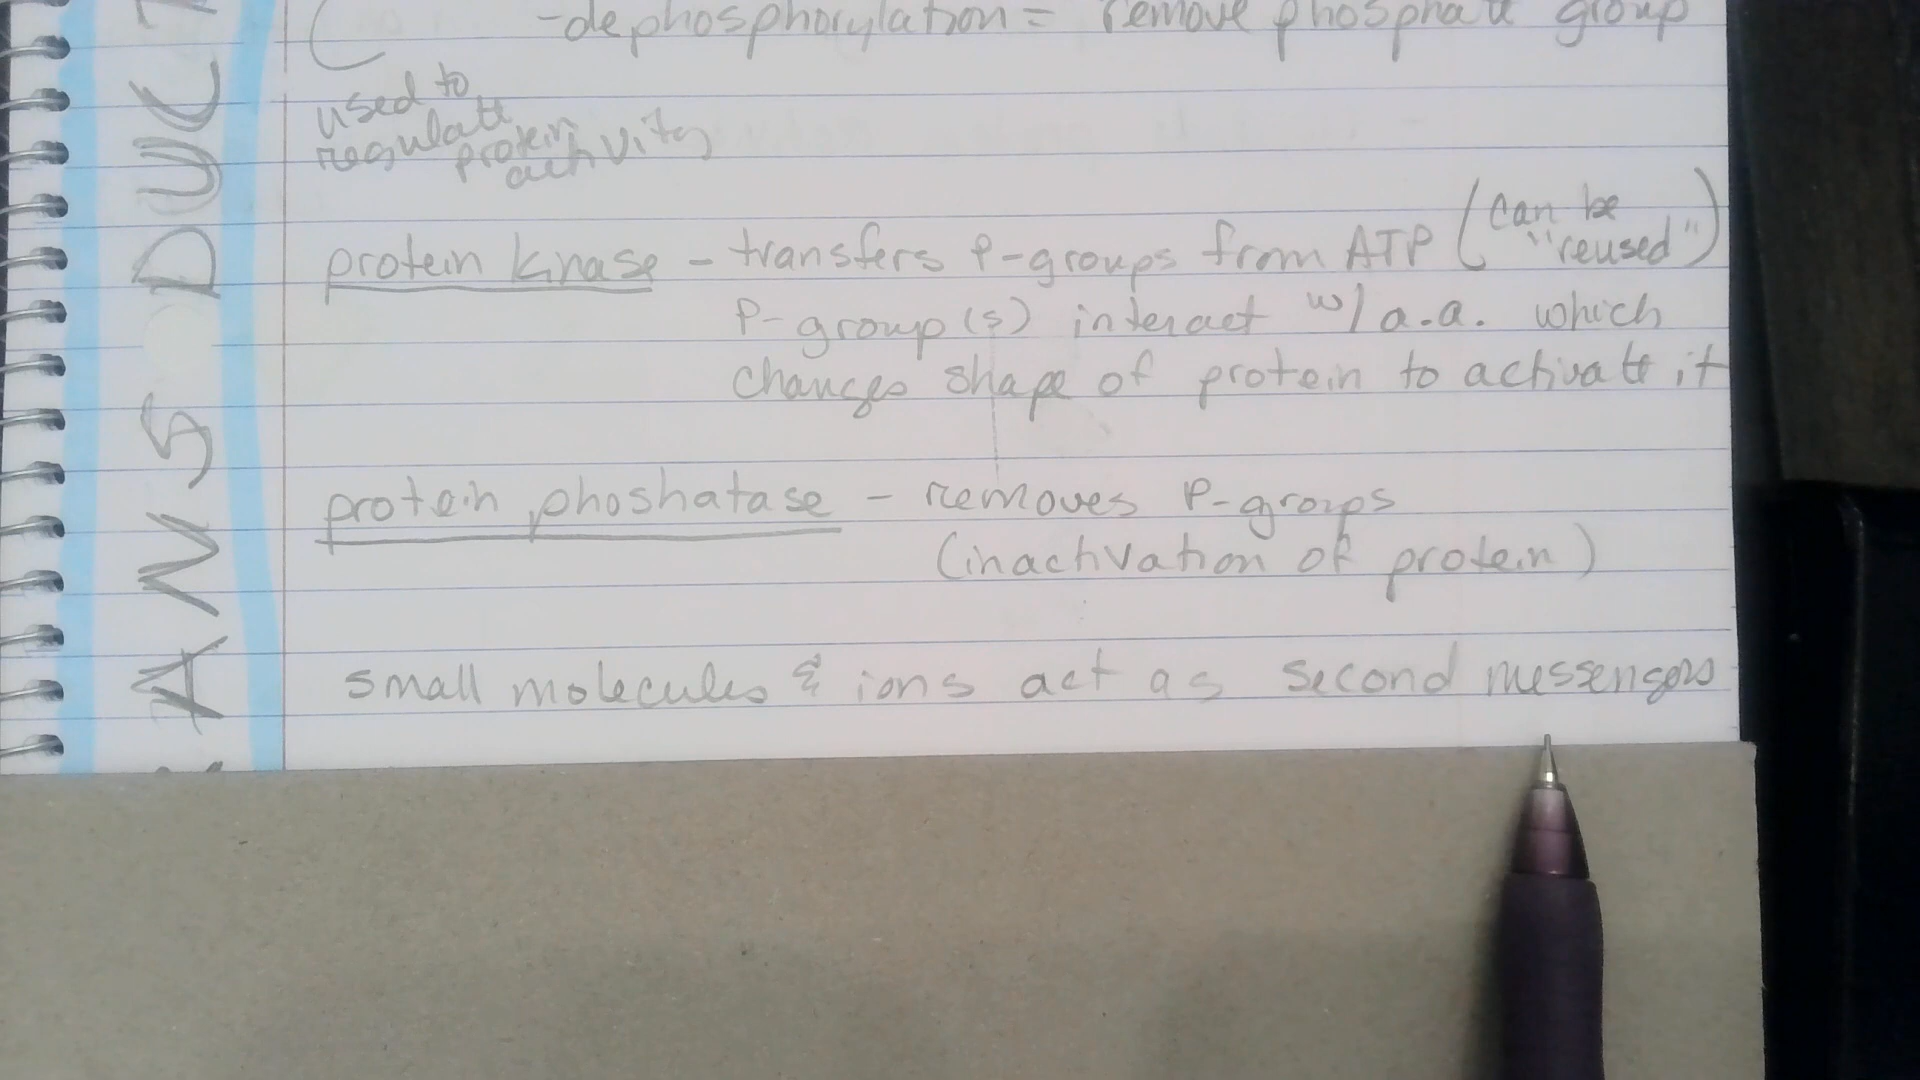 -dephosphorylation = remove phosphate group
used to
regulate
protein
activity
protein kinase - transfers P-groups from ATP (can be "reused")
P-group(s) interact w/ a.a. which
changes shape of protein to activate it
protein phoshatase - removes P-groups
(inactivation of protein)
small molecules & ions act as second messengers
ANSDUCT